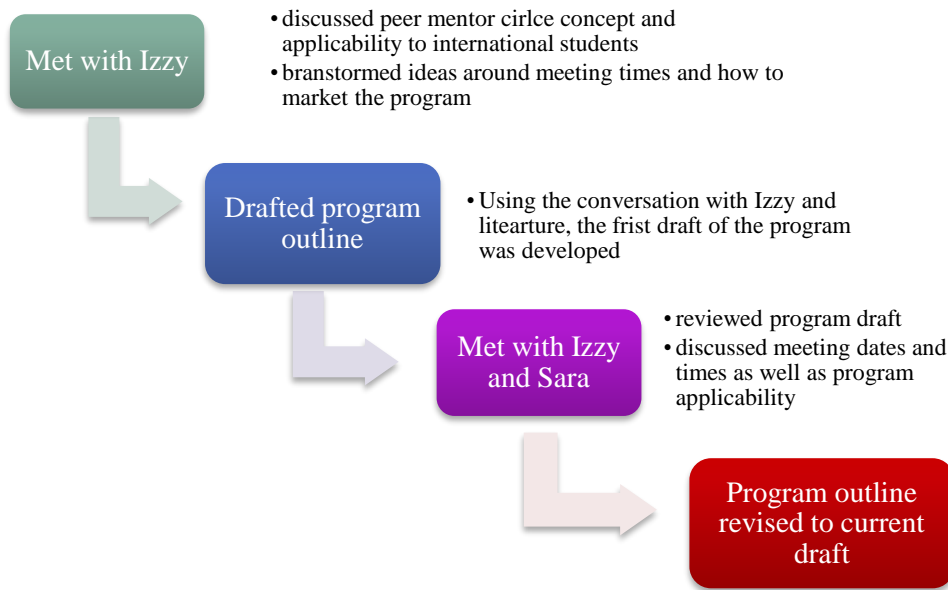 Met with Izzy
• discussed peer mentor cirlce concept and
applicability to international students
• branstormed ideas around meeting times and how to
market the program
Drafted program
outline
• Using the conversation with Izzy and
litearture, the frist draft of the program
was developed
Met with Izzy
and Sara
• reviewed program draft
• discussed meeting dates and
times as well as program
applicability
Program outline
revised to current
draft